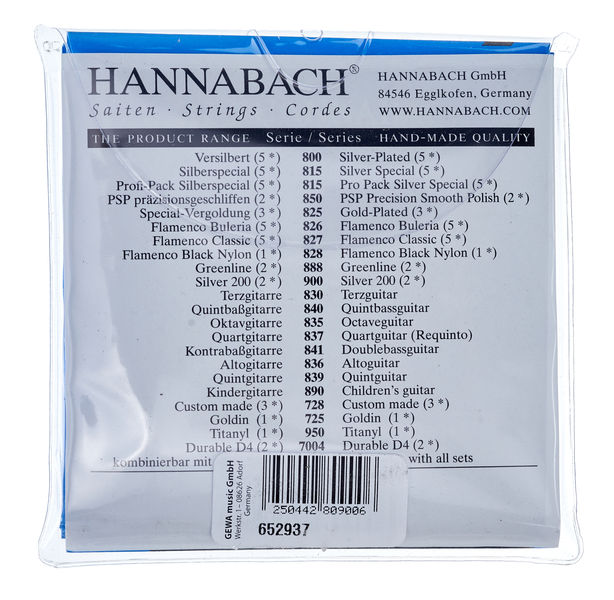 HANNABACH®
Saiten · Strings · Cordes
HANNABACH GmbH
84546 Egglkofen, Germany
WWW.HANNABACH.COM
THE PRODUCT RANGE Serie / Series HAND-MADE QUALITY
Versilbert (5 *) 800 Silver-Plated (5 *)
Silberspecial (5 *) 815 Silver Special (5 *)
Profi-Pack Silberspecial (5 *) 815 Pro Pack Silver Special (5 *)
PSP präzisionsgeschliffen (2 *) 850 PSP Precision Smooth Polish (2 *)
Special-Vergoldung (3 *) 825 Gold-Plated (3 *)
Flamenco Buleria (5 *) 826 Flamenco Buleria (5 *)
Flamenco Classic (5 *) 827 Flamenco Classic (5 *)
Flamenco Black Nylon (1 *) 828 Flamenco Black Nylon (1 *)
Greenline (2 *) 888 Greenline (2 *)
Silver 200 (2 *) 900 Silver 200 (2 *)
Terzgitarre 830 Terzguitar
Quintbaßgitarre 840 Quintbassguitar
Oktavgitarre 835 Octaveguitar
Quartgitarre 837 Quartguitar (Requinto)
Kontrabaßgitarre 841 Doublebassguitar
Altogitarre 836 Altoguitar
Quintgitarre 839 Quintguitar
Kindergitarre 890 Children's guitar
Custom made (3 *) 728 Custom made (3 *)
Goldin (1 *) 725 Goldin (1 *)
Titanyl (1 *) 950 Titanyl (1 *)
Durable D4 (2 *) 7004 Durable D4 (2 *)
kombinierbar mit with all sets
GEWA music GmbH
Werkstr. 1 – 08626 Adorf
Germany
250442 809006
652937